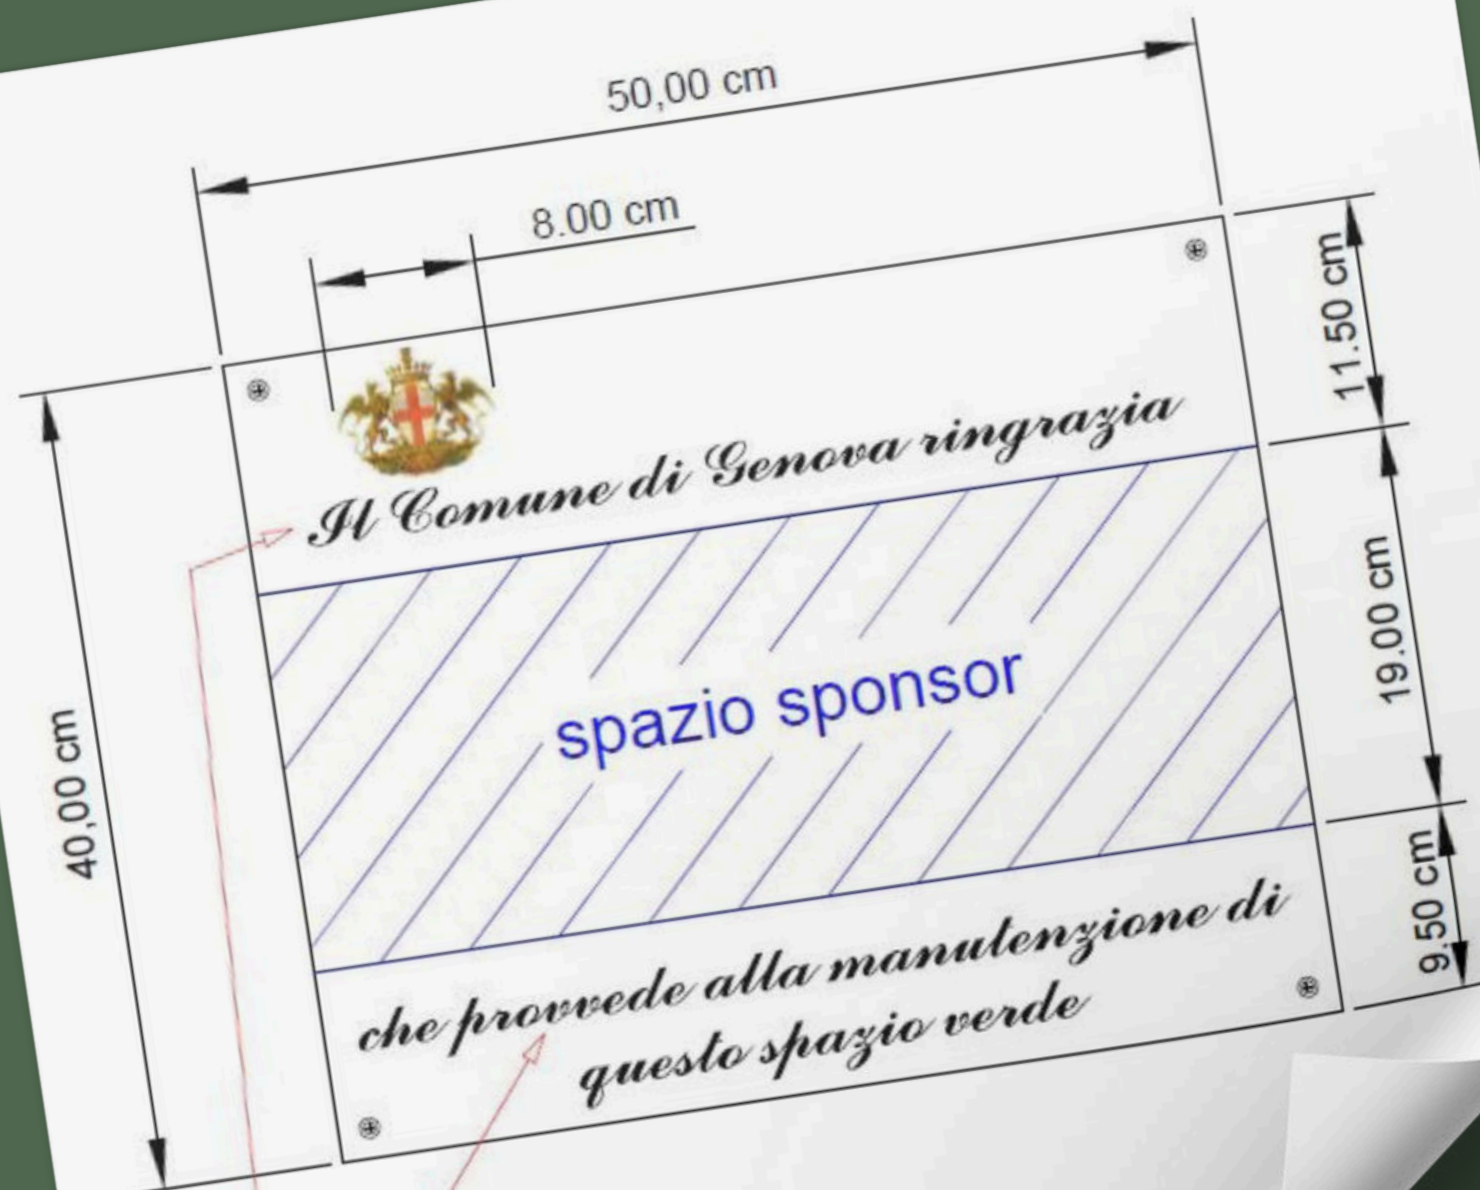 50,00 cm
8.00 cm
11.50 cm
Il Comune di Genova ringrazia
19.00 cm
spazio sponsor
40,00 cm
9.50 cm
che provvede alla manutenzione di
questo spazio verde